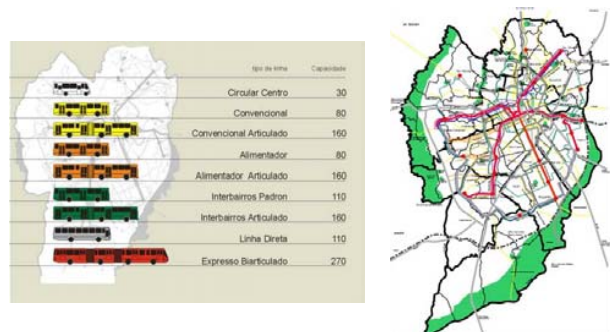 tipo de linha Capacidade
Circular Centro 30
Convencional 80
Convencional Articulado 160
Alimentador 80
Alimentador Articulado 160
Interbairros Padron 110
Interbairros Articulado 160
Linha Direta 110
Expresso Biarticulado 270